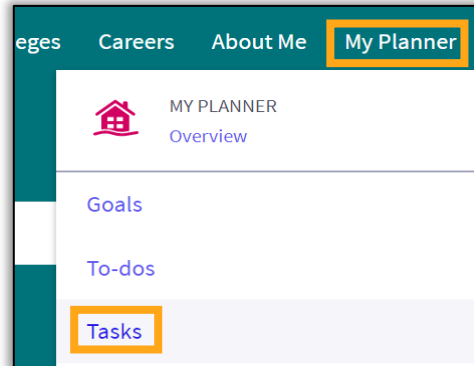 eges Careers About Me My Planner
MY PLANNER
Overview
Goals
To-dos
Tasks